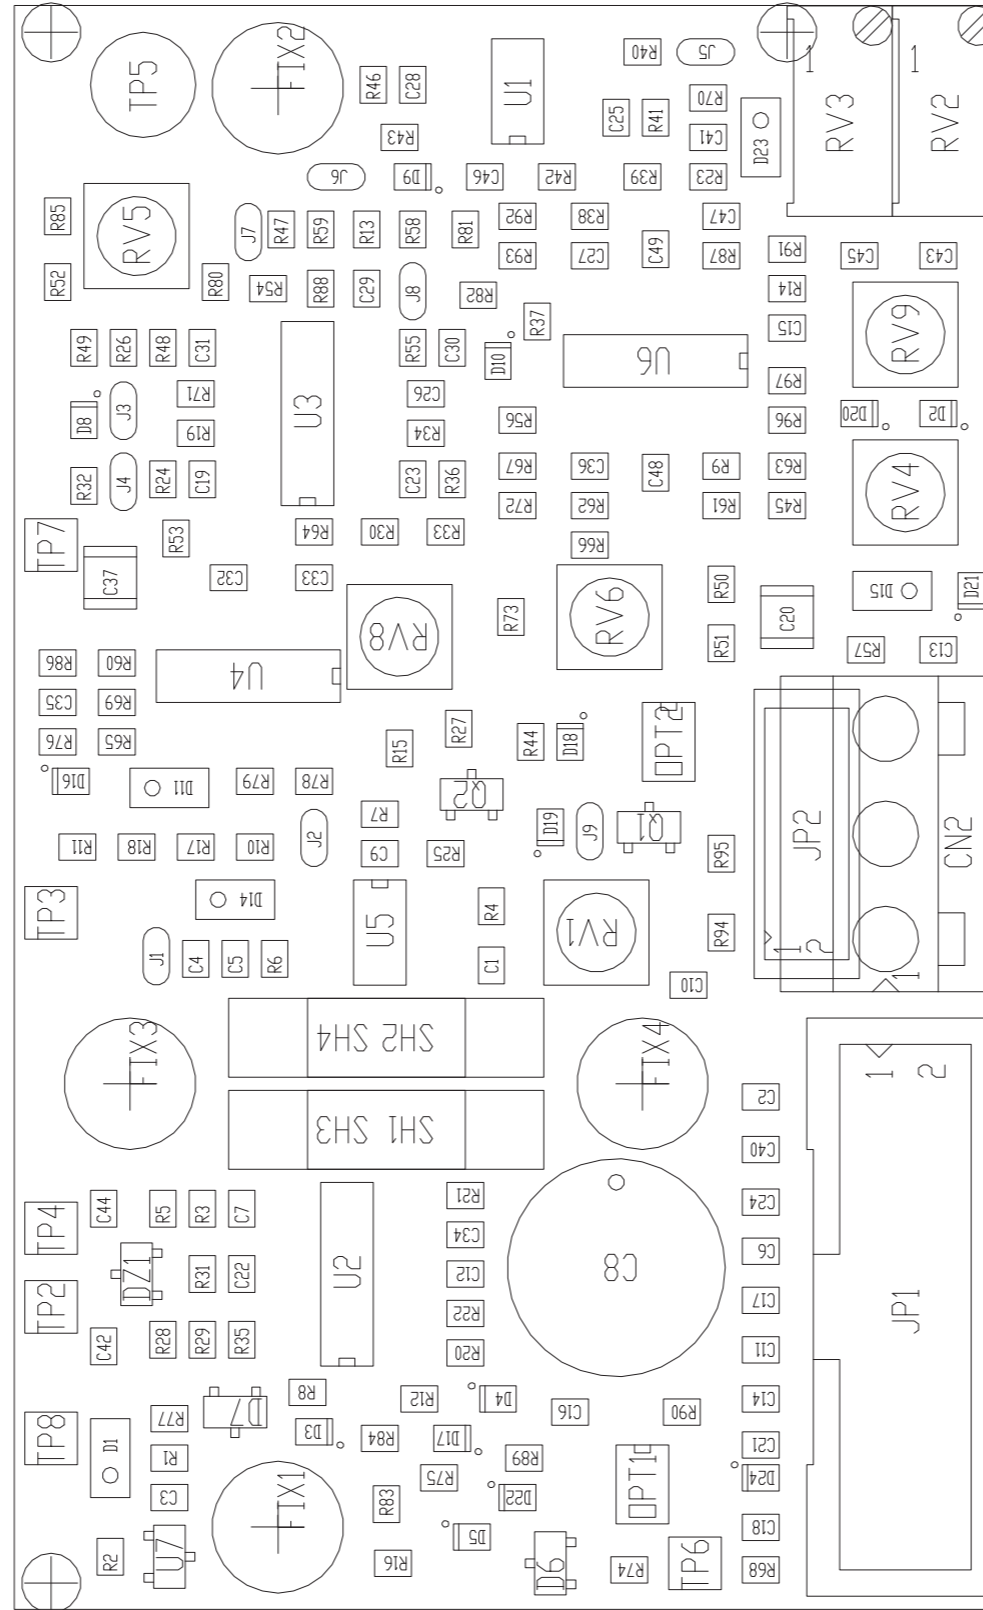 FIX2
TP5
U1
R40
J5
1
1
RV3
RV2
R46
C28
R43
C25
R41
R70
C41
D23
J6
D9
C46
R42
R39
R23
R85
RV5
J7
R47
R59
R13
R58
R81
R92
R38
C47
R93
C27
C49
R87
R91
C45
C43
R52
R80
R54
R88
C29
J8
R82
R37
R14
C15
RV9
R49
R26
R48
C31
U3
R55
C30
D10
U6
R71
C26
R97
D8
J3
R19
R34
R56
R96
D20
D2
R32
J4
R24
C19
C23
R36
R67
C36
C48
R9
R63
RV4
R72
R62
R61
R45
TP7
R53
R64
R30
R33
R66
C37
C32
C33
RV8
R73
RV6
R50
C20
D15
D21
R51
R57
C13
R86
R60
U4
C35
R69
R76
R65
R15
R27
R44
D18
OPT2
D16
D11
R79
R78
Q2
R7
D19
J9
Q1
JP2
CN2
R11
R18
R17
R10
J2
C9
R25
R95
TP3
D14
U5
R4
RV1
R94
J1
C4
C5
R6
C1
C10
1
2
1
FIX3
SH2 SH4
FIX4
1
2
SH1 SH3
C2
C40
TP4
C44
R5
R3
C7
U2
R21
C24
C34
C8
C6
DZ1
R31
C22
C12
TP2
R22
C17
JP1
C42
R28
R29
R35
R20
C11
R8
R12
D4
C14
TP8
D1
R77
D7
D3
R84
D17
C16
R90
C21
R1
R89
R75
OPT1
D24
C3
FIX1
R83
D22
C18
U7
D5
R2
R16
D6
R74
TP6
R68